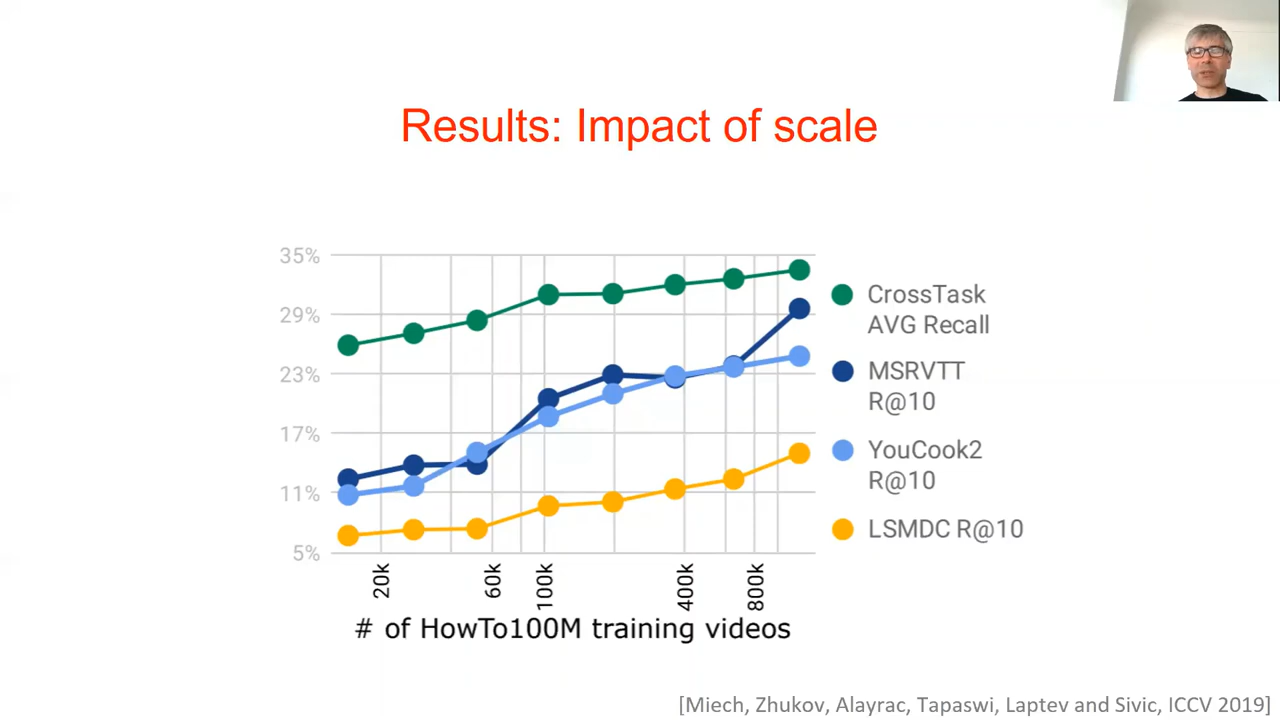 Results: Impact of scale
35%
29%
23%
17%
11%
5%
20k
60k
100k
400k
800k
# of HowTo100M training videos
CrossTask
AVG Recall
MSRVTT
R@10
YouCook2
R@10
LSMDC R@10
[Miech, Zhukov, Alayrac, Tapaswi, Laptev and Sivic, ICCV 2019]